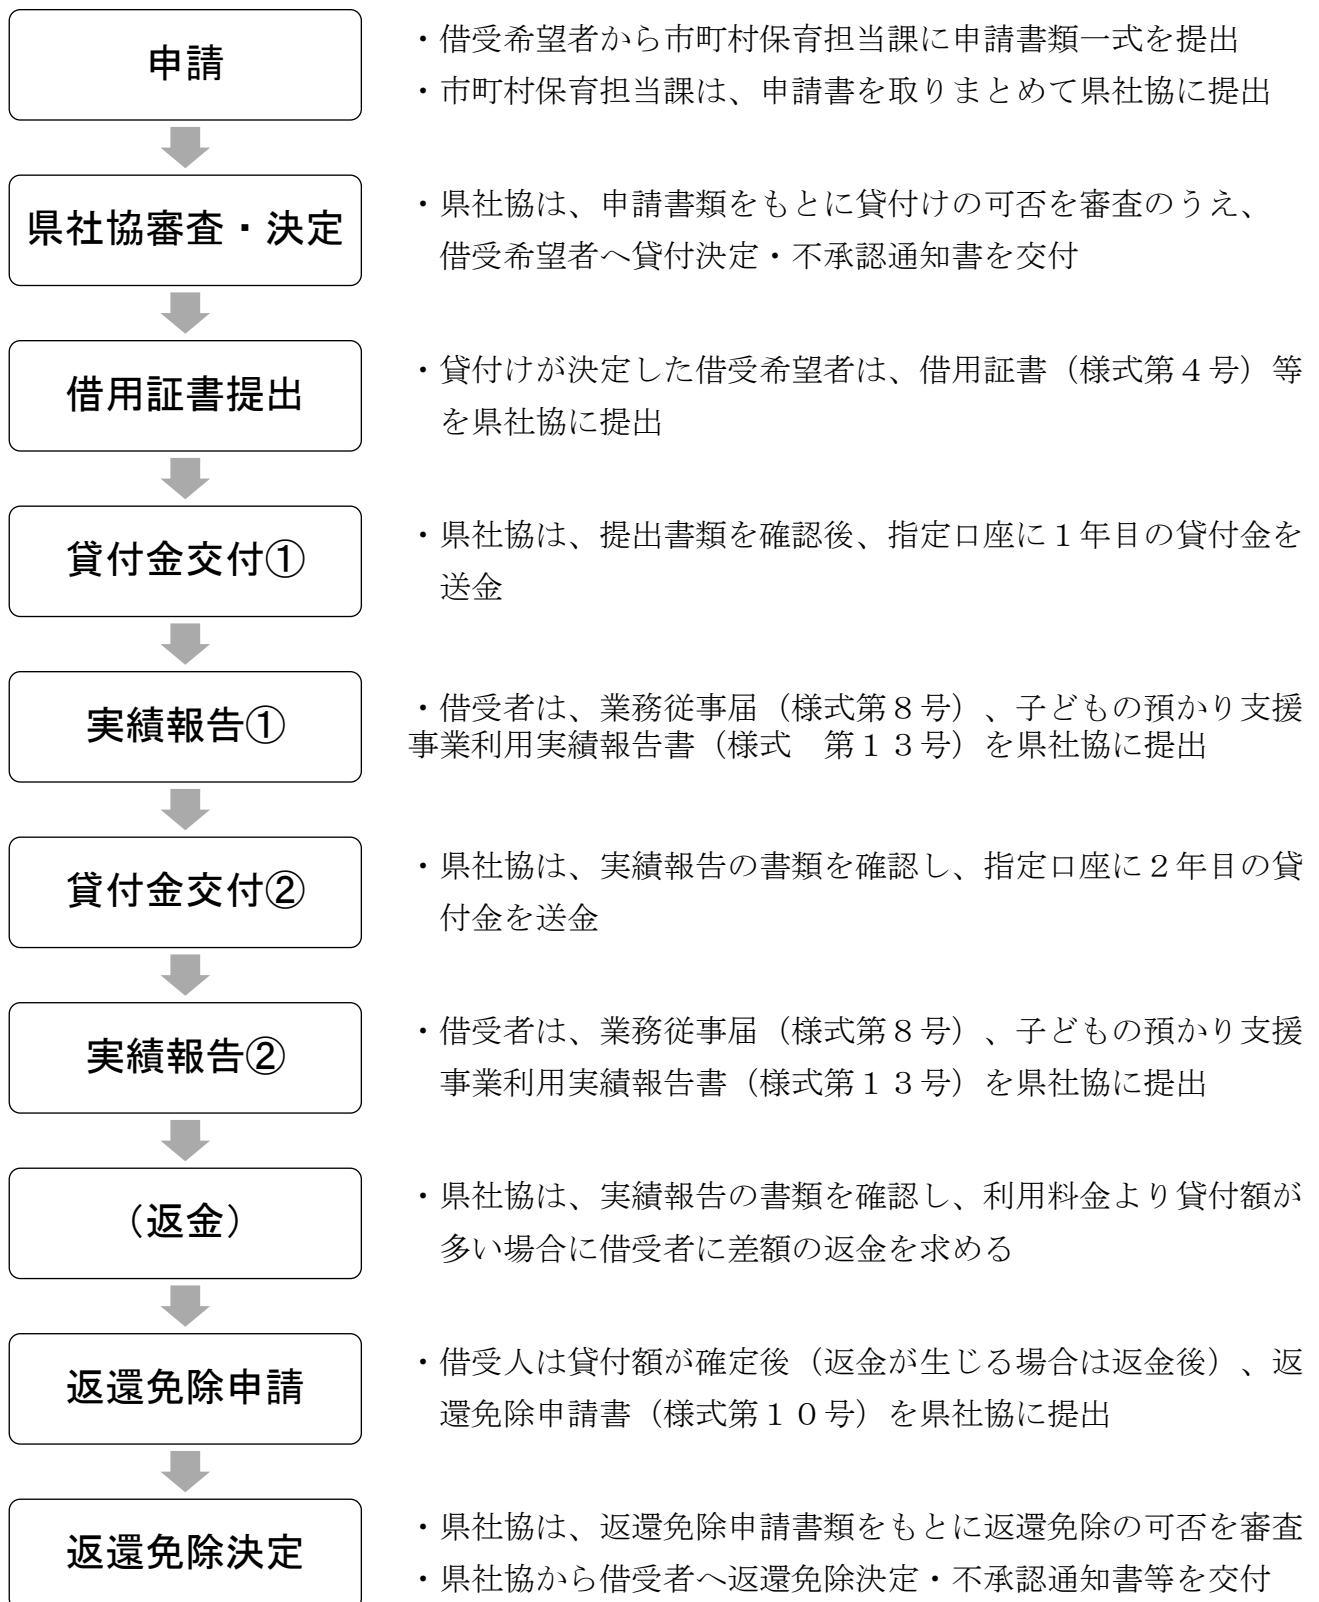 申請
・借受希望者から市町村保育担当課に申請書類一式を提出
・市町村保育担当課は、申請書を取りまとめて県社協に提出
県社協審査・決定
・県社協は、申請書類をもとに貸付けの可否を審査のうえ、
借受希望者へ貸付決定・不承認通知書を交付
借用証書提出
・貸付けが決定した借受希望者は、借用証書（様式第４号）等
を県社協に提出
貸付金交付①
・県社協は、提出書類を確認後、指定口座に１年目の貸付金を
送金
実績報告①
・借受者は、業務従事届（様式第８号）、子どもの預かり支援
事業利用実績報告書（様式　第１３号）を県社協に提出
貸付金交付②
・県社協は、実績報告の書類を確認し、指定口座に２年目の貸
付金を送金
実績報告②
・借受者は、業務従事届（様式第８号）、子どもの預かり支援
事業利用実績報告書（様式第１３号）を県社協に提出
（返金）
・県社協は、実績報告の書類を確認し、利用料金より貸付額が
多い場合に借受者に差額の返金を求める
返還免除申請
・借受人は貸付額が確定後（返金が生じる場合は返金後）、返
還免除申請書（様式第１０号）を県社協に提出
返還免除決定
・県社協は、返還免除申請書類をもとに返還免除の可否を審査
・県社協から借受者へ返還免除決定・不承認通知書等を交付